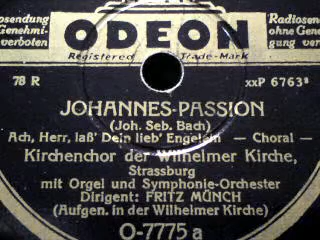 osendung
Genehmi-
verboten
Radiosen
ohne Gene
gung ver
ODEON
Registered Trade-Mark
78 R
xxP 6763³
JOHANNES-PASSION
(Joh. Seb. Bach)
Ach, Herr, laß' Dein lieb' Engelein — Choral —
Kirchenchor der Wilhelmer Kirche,
Strassburg
mit Orgel und Symphonie-Orchester
Dirigent: FRITZ MÜNCH
(Aufgen. in der Wilhelmer Kirche)
O-7775 a